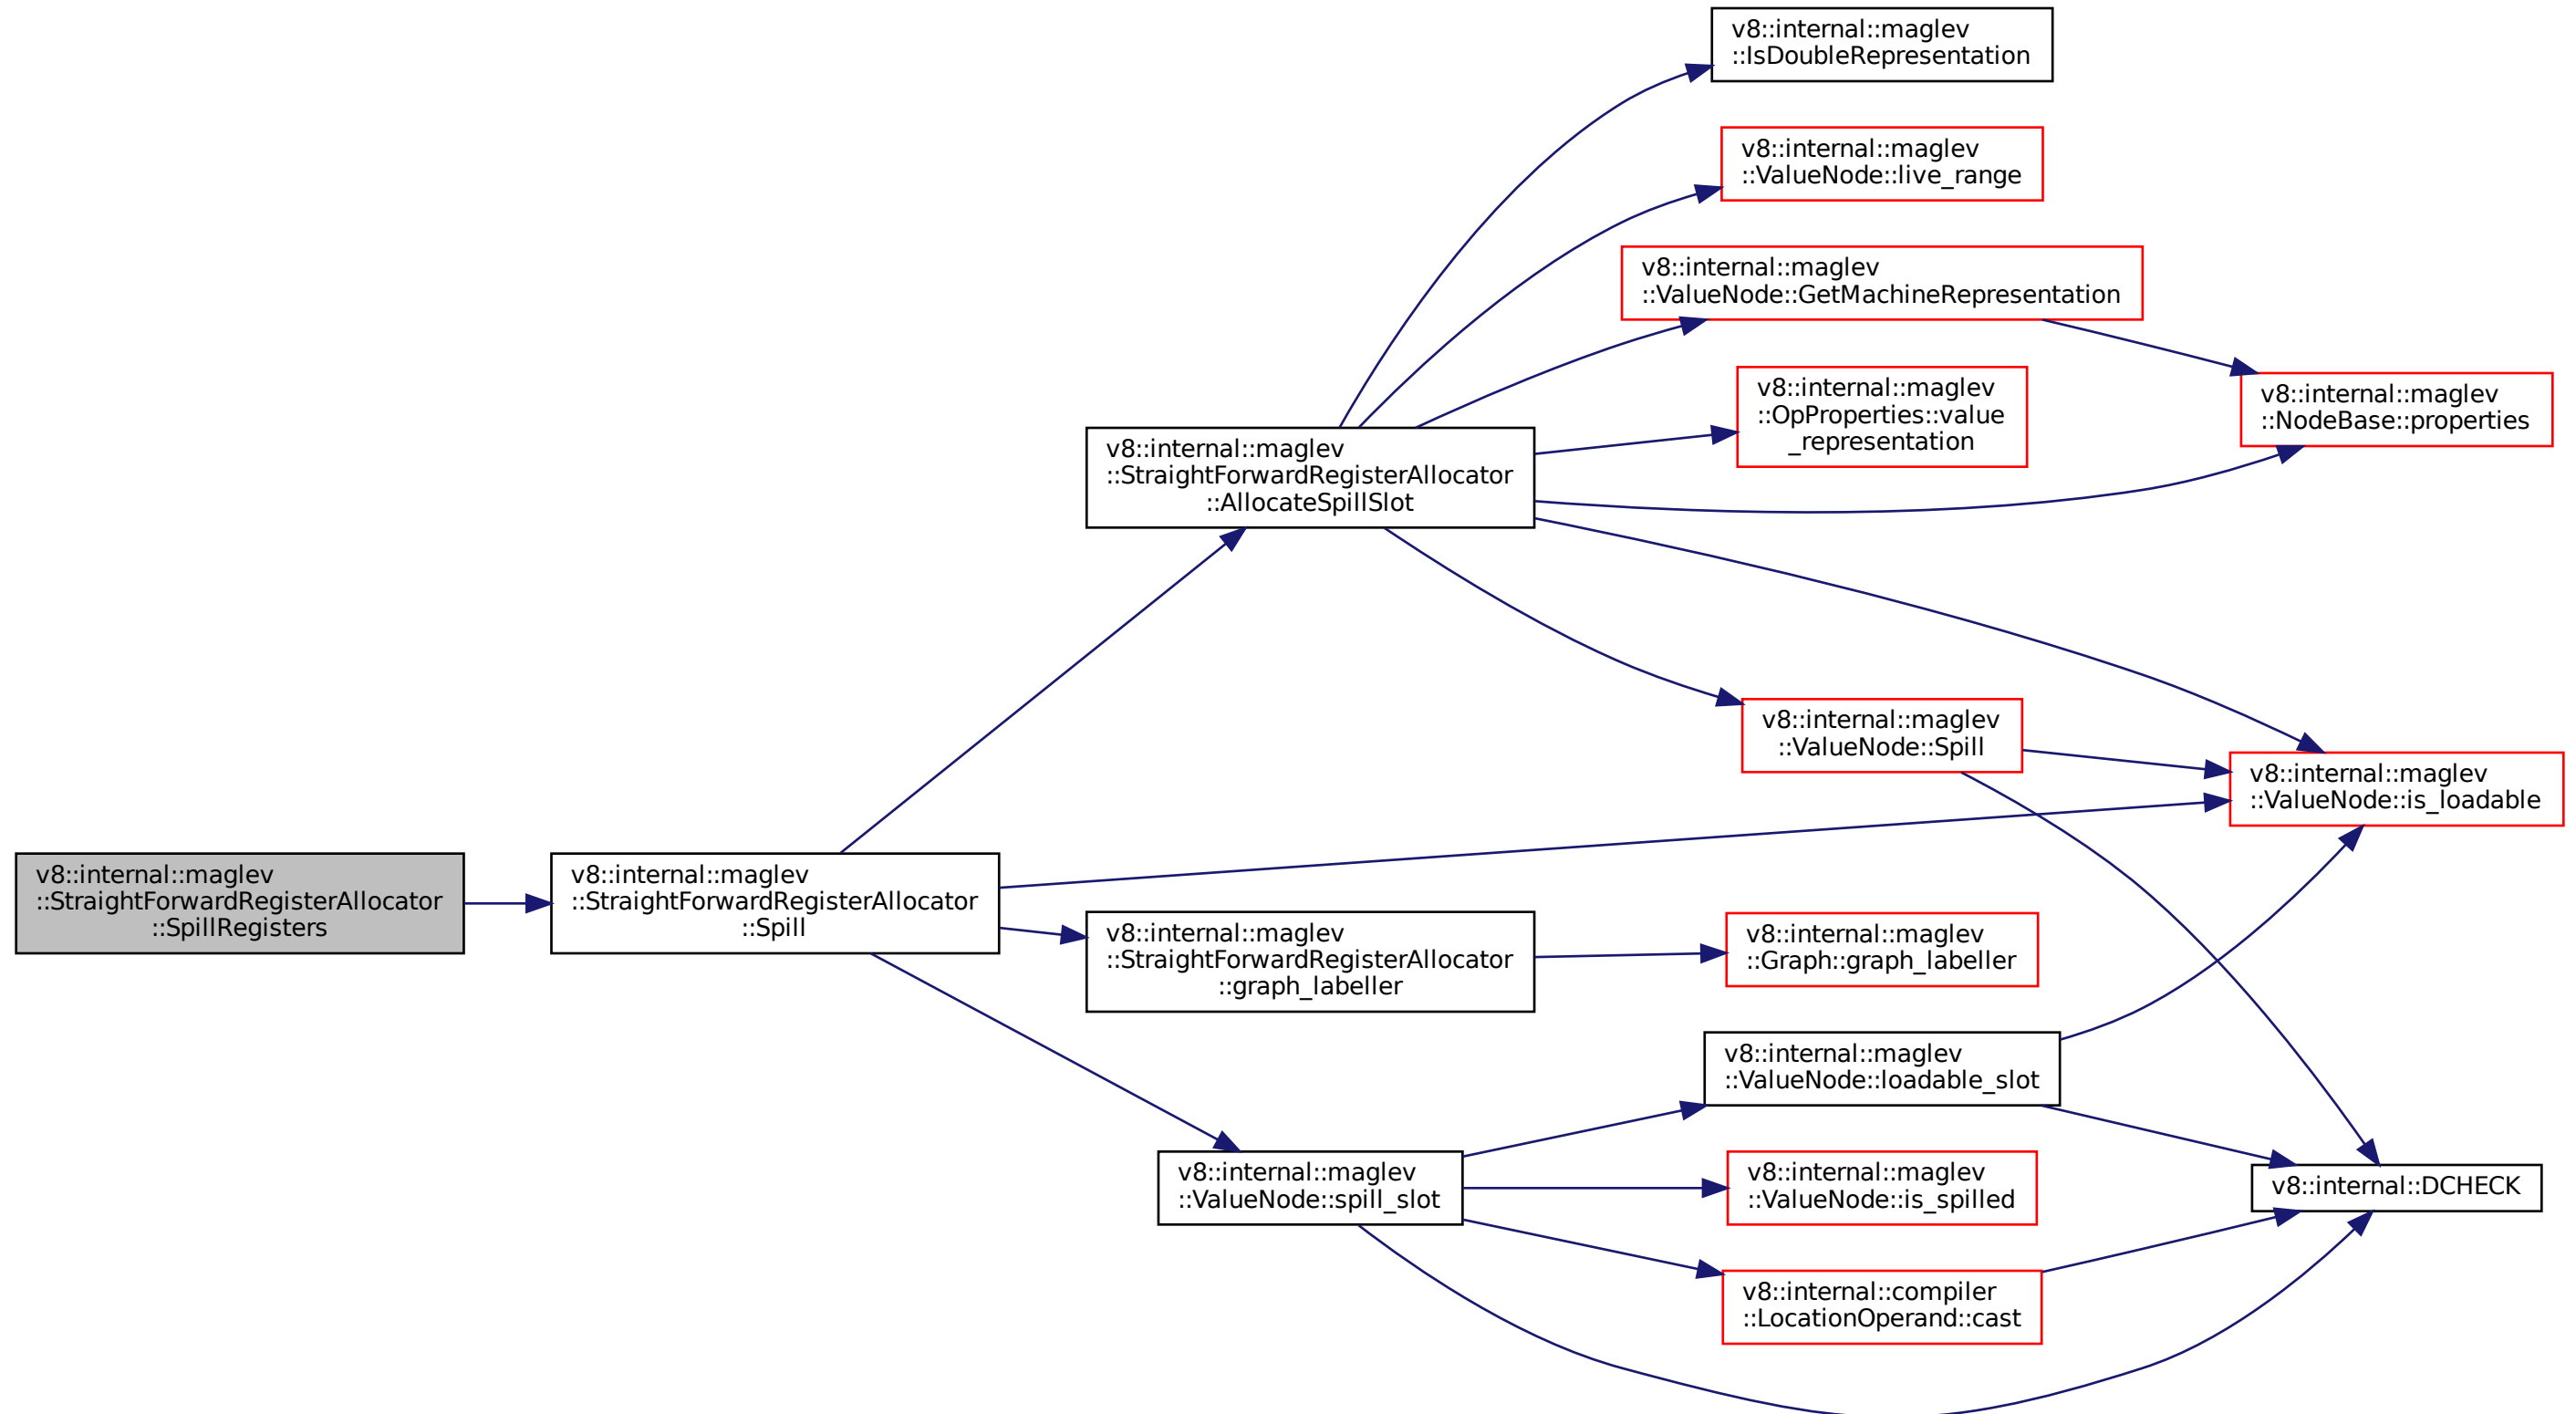 v8::internal::maglev
::IsDoubleRepresentation
v8::internal::maglev
::ValueNode::live_range
v8::internal::maglev
::ValueNode::GetMachineRepresentation
v8::internal::maglev
::OpProperties::value
_representation
v8::internal::maglev
::NodeBase::properties
v8::internal::maglev
::StraightForwardRegisterAllocator
::AllocateSpillSlot
v8::internal::maglev
::ValueNode::Spill
v8::internal::maglev
::ValueNode::is_loadable
v8::internal::maglev
::StraightForwardRegisterAllocator
::SpillRegisters
v8::internal::maglev
::StraightForwardRegisterAllocator
::Spill
v8::internal::maglev
::StraightForwardRegisterAllocator
::graph_labeller
v8::internal::maglev
::Graph::graph_labeller
v8::internal::maglev
::ValueNode::loadable_slot
v8::internal::maglev
::ValueNode::spill_slot
v8::internal::maglev
::ValueNode::is_spilled
v8::internal::DCHECK
v8::internal::compiler
::LocationOperand::cast